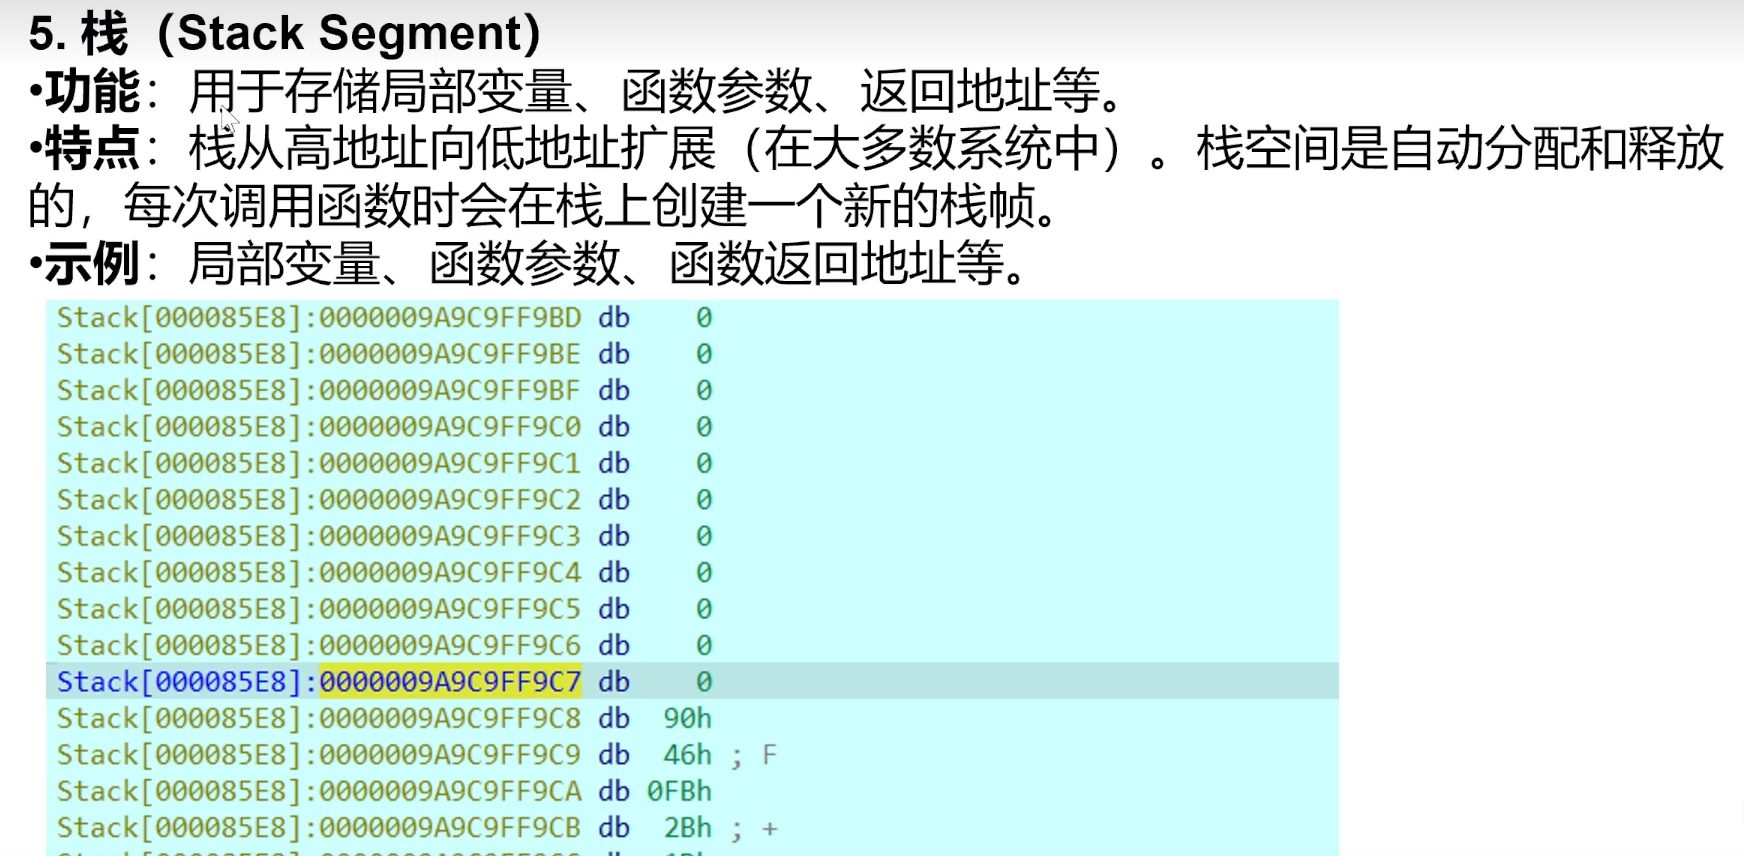 5. 栈（Stack Segment）
•功能：用于存储局部变量、函数参数、返回地址等。
•特点：栈从高地址向低地址扩展（在大多数系统中）。栈空间是自动分配和释放
的，每次调用函数时会在栈上创建一个新的栈帧。
•示例：局部变量、函数参数、函数返回地址等。
Stack[000085E8]:0000009A9C9FF9BD db 0
Stack[000085E8]:0000009A9C9FF9BE db 0
Stack[000085E8]:0000009A9C9FF9BF db 0
Stack[000085E8]:0000009A9C9FF9C0 db 0
Stack[000085E8]:0000009A9C9FF9C1 db 0
Stack[000085E8]:0000009A9C9FF9C2 db 0
Stack[000085E8]:0000009A9C9FF9C3 db 0
Stack[000085E8]:0000009A9C9FF9C4 db 0
Stack[000085E8]:0000009A9C9FF9C5 db 0
Stack[000085E8]:0000009A9C9FF9C6 db 0
Stack[000085E8]:0000009A9C9FF9C7 db 0
Stack[000085E8]:0000009A9C9FF9C8 db 90h
Stack[000085E8]:0000009A9C9FF9C9 db 46h ; F
Stack[000085E8]:0000009A9C9FF9CA db 0FBh
Stack[000085E8]:0000009A9C9FF9CB db 2Bh ; +